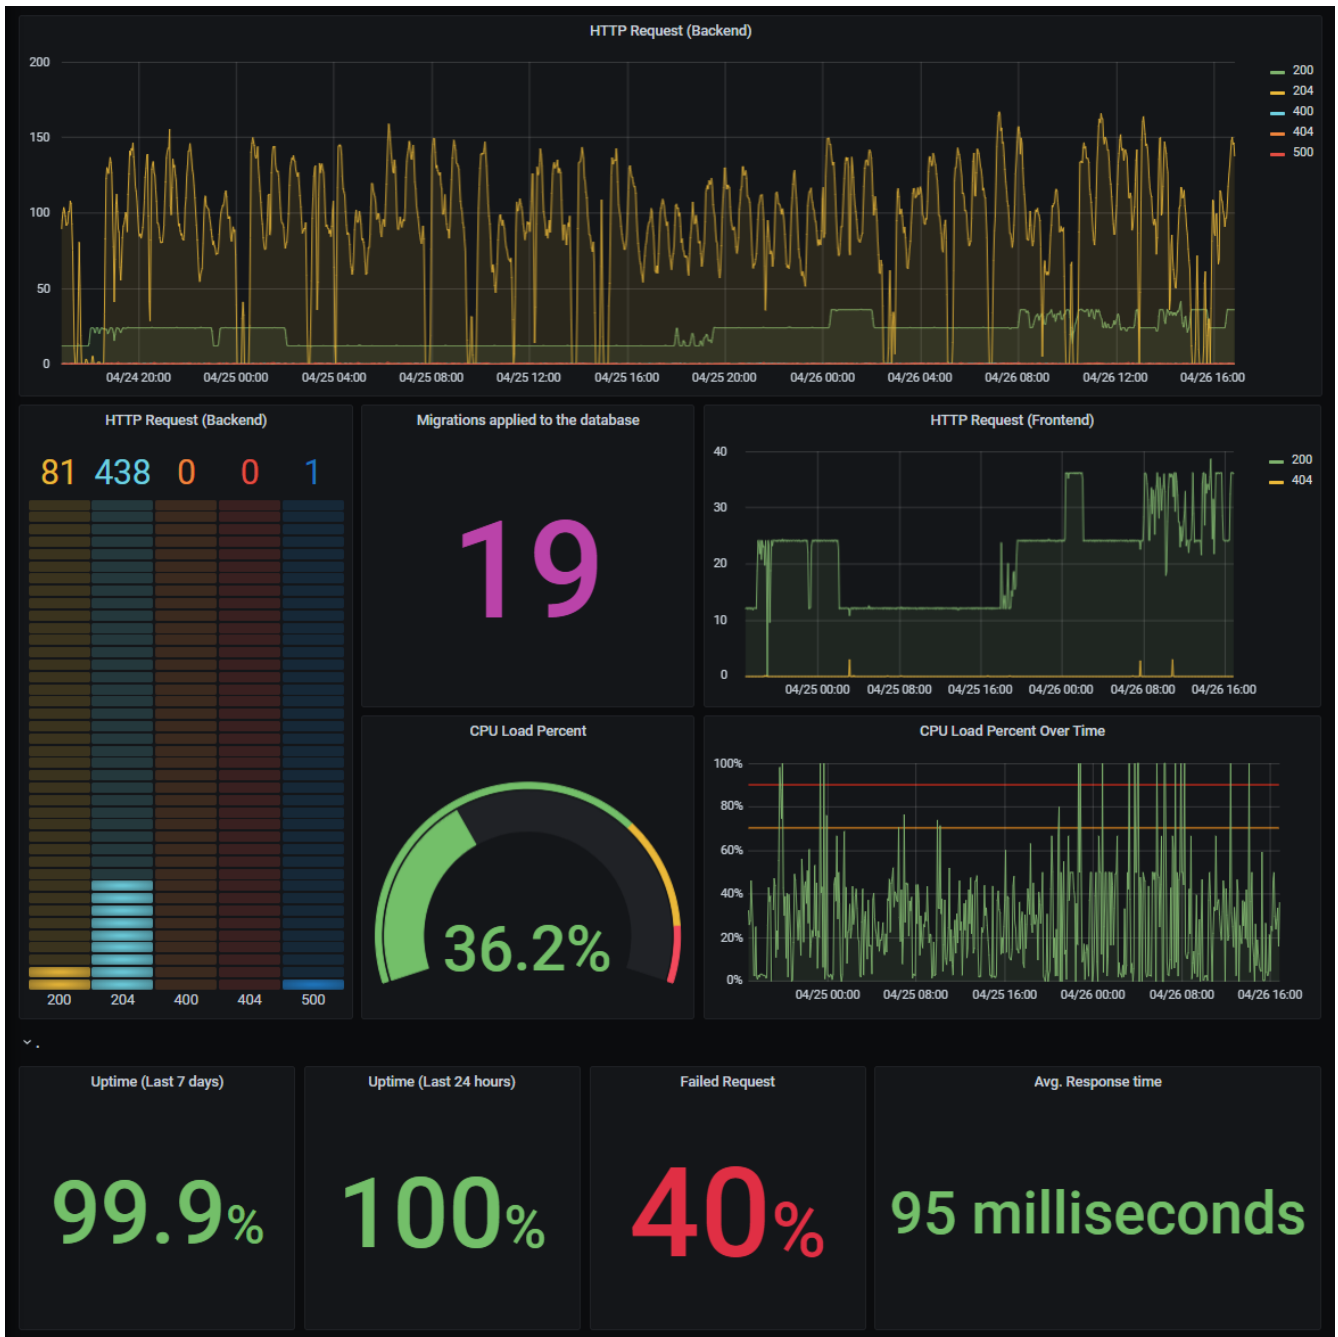 HTTP Request (Backend)
200
150
100
50
0
04/24 20:00 04/25 00:00 04/25 04:00 04/25 08:00 04/25 12:00 04/25 16:00 04/25 20:00 04/26 00:00 04/26 04:00 04/26 08:00 04/26 12:00 04/26 16:00
200
204
400
404
500
HTTP Request (Backend)
81 438 0 0 1
200 204 400 404 500
Migrations applied to the database
19
HTTP Request (Frontend)
40
30
20
10
0
04/25 00:00 04/25 08:00 04/25 16:00 04/26 00:00 04/26 08:00 04/26 16:00
200
404
CPU Load Percent
36.2%
CPU Load Percent Over Time
100%
80%
60%
40%
20%
0%
04/25 00:00 04/25 08:00 04/25 16:00 04/26 00:00 04/26 08:00 04/26 16:00
.
Uptime (Last 7 days)
99.9%
Uptime (Last 24 hours)
100%
Failed Request
40%
Avg. Response time
95 milliseconds